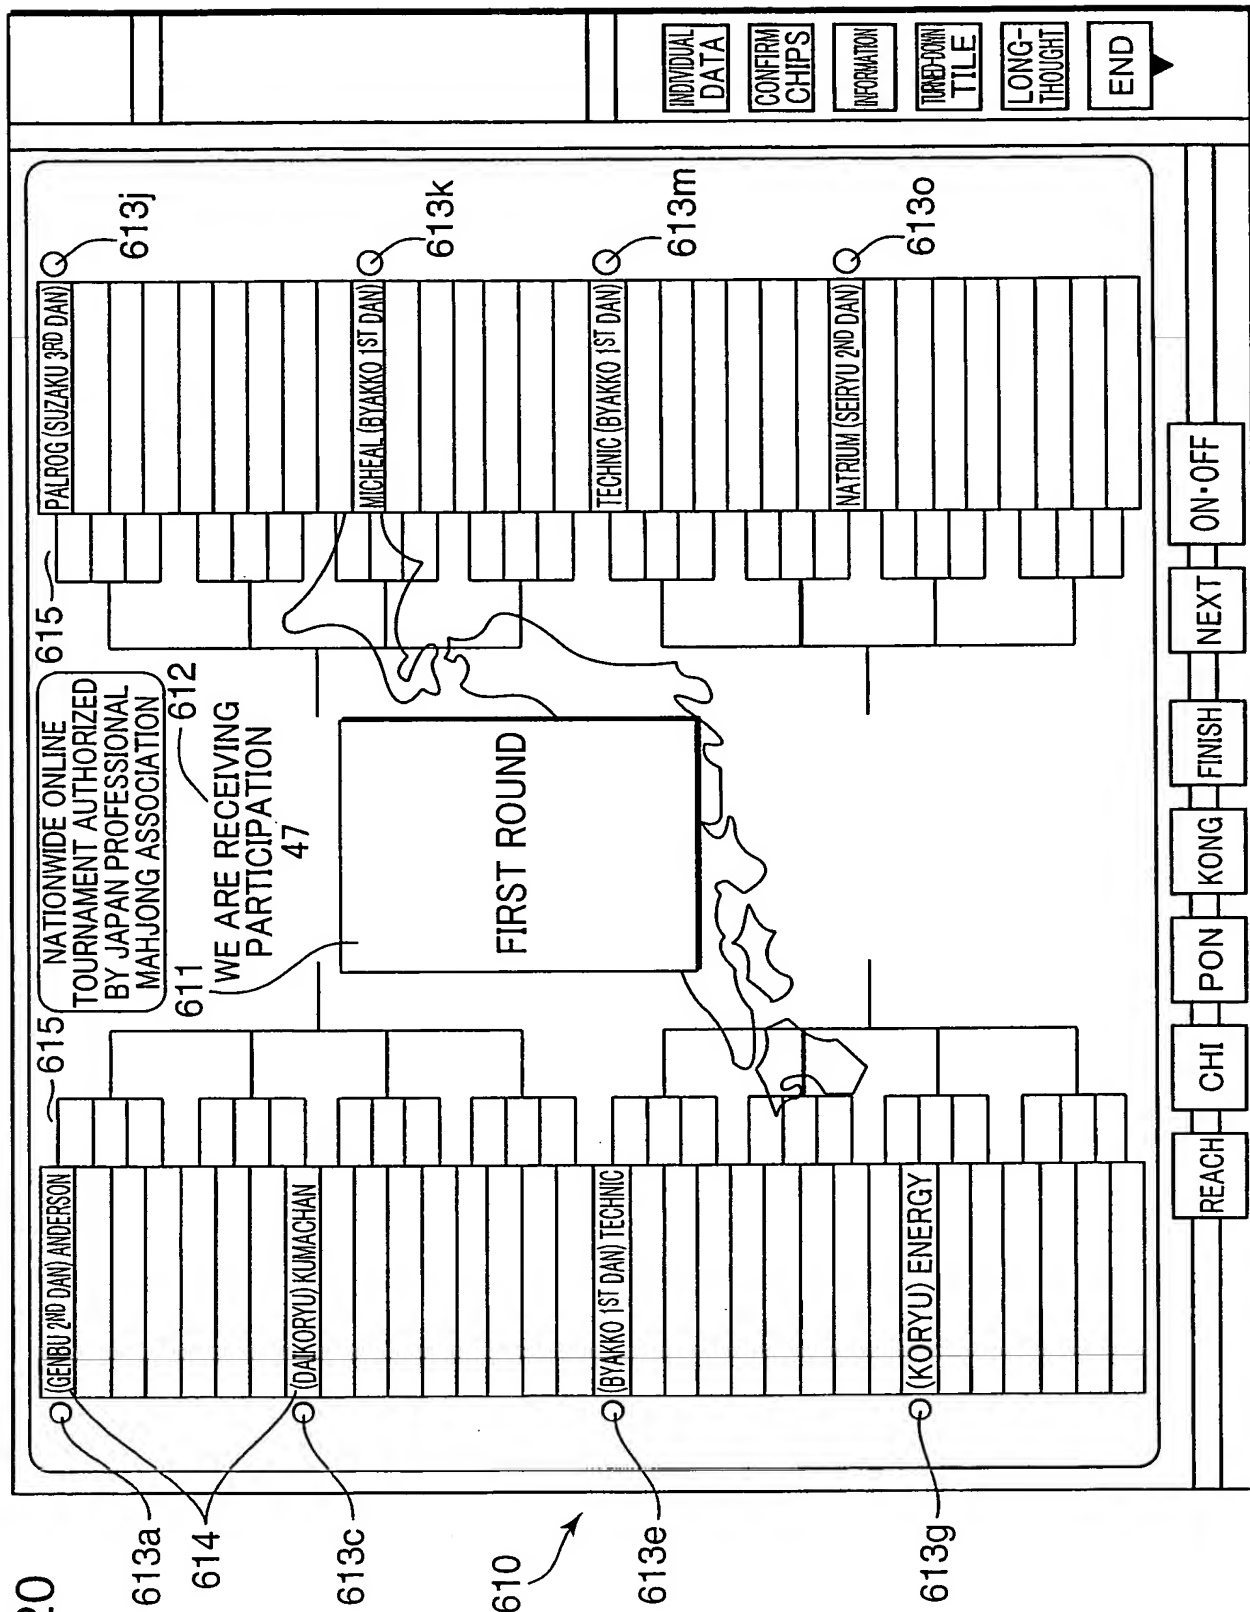 20
NATIONWIDE ONLINE
TOURNAMENT AUTHORIZED
BY JAPAN PROFESSIONAL
MAHJONG ASSOCIATION
615
615
611
WE ARE RECEIVING
PARTICIPATION
47
612
FIRST ROUND
613a
614
(GENBU 2ND DAN) ANDERSON
613c
(DAIKORYU) KUMACHAN
610
613e
(BYAKKO 1ST DAN) TECHNIC
613g
(KORYU) ENERGY
PALROG (SUZAKU 3RD DAN)
613j
MICHEAL (BYAKKO 1ST DAN)
613k
TECHNIC (BYAKKO 1ST DAN)
613m
NATRIUM (SEIRYU 2ND DAN)
613o
INDIVIDUAL
DATA
CONFIRM
CHIPS
INFORMATION
TURNED-DOWN
TILE
LONG-
THOUGHT
END
REACH
CHI
PON
KONG
FINISH
NEXT
ON·OFF